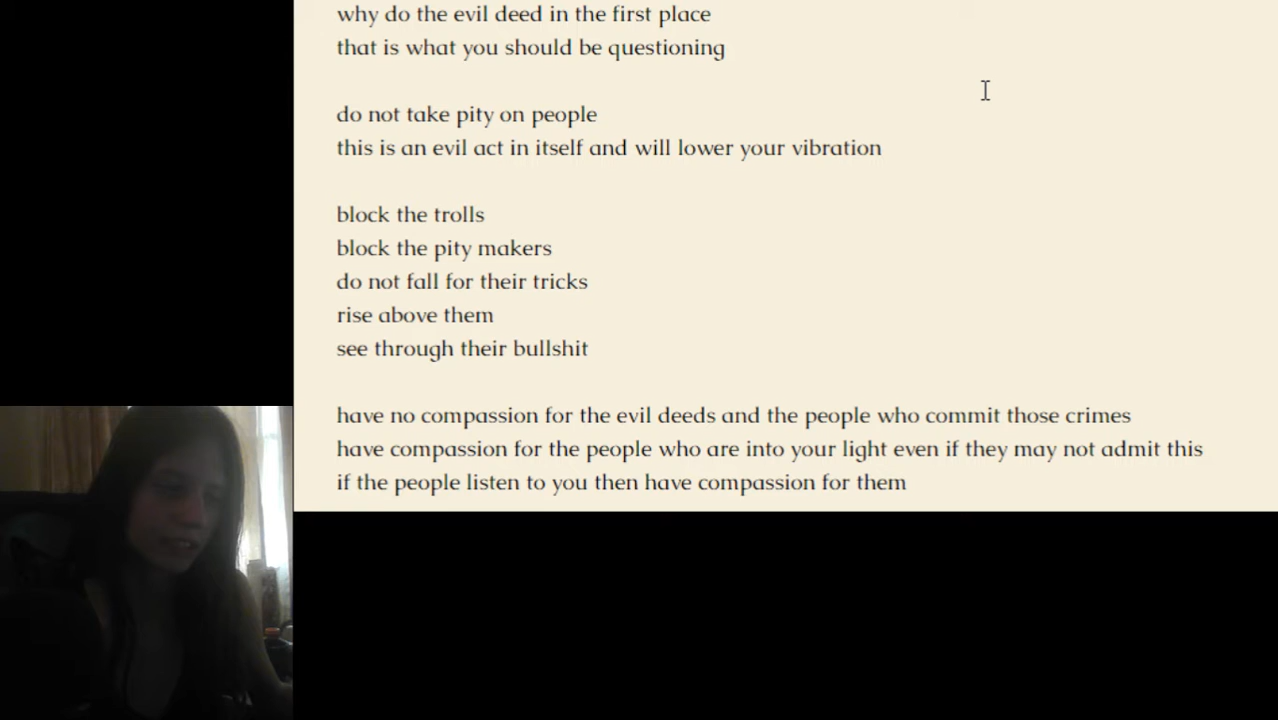 why do the evil deed in the first place
that is what you should be questioning
do not take pity on people
this is an evil act in itself and will lower your vibration
block the trolls
block the pity makers
do not fall for their tricks
rise above them
see through their bullshit
have no compassion for the evil deeds and the people who commit those crimes
have compassion for the people who are into your light even if they may not admit this
if the people listen to you then have compassion for them